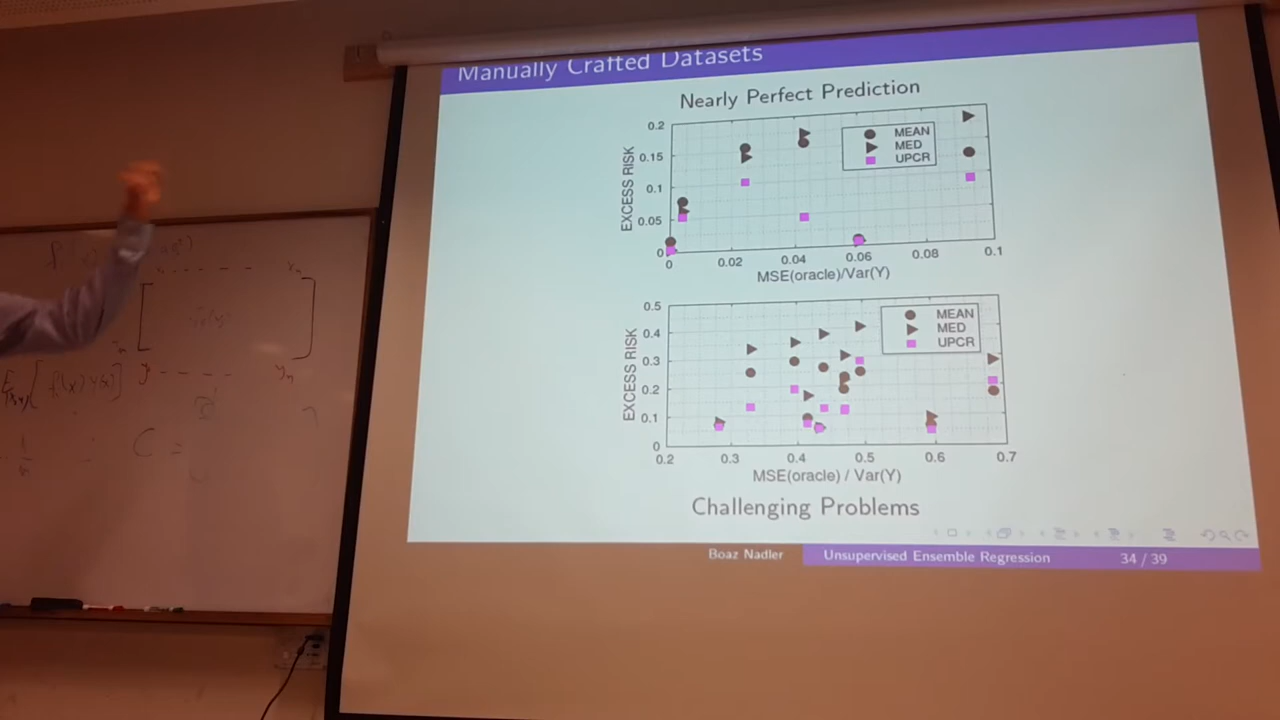 Manually Crafted Datasets
Nearly Perfect Prediction
0.2
0.15
0.1
0.05
0
EXCESS RISK
MEAN
MED
UPCR
0 0.02 0.04 0.06 0.08 0.1
MSE(oracle)/Var(Y)
0.5
0.4
0.3
0.2
0.1
0
EXCESS RISK
MEAN
MED
UPCR
0.2 0.3 0.4 0.5 0.6 0.7
MSE(oracle) / Var(Y)
Challenging Problems
Boaz Nadler Unsupervised Ensemble Regression 34 / 39
C =